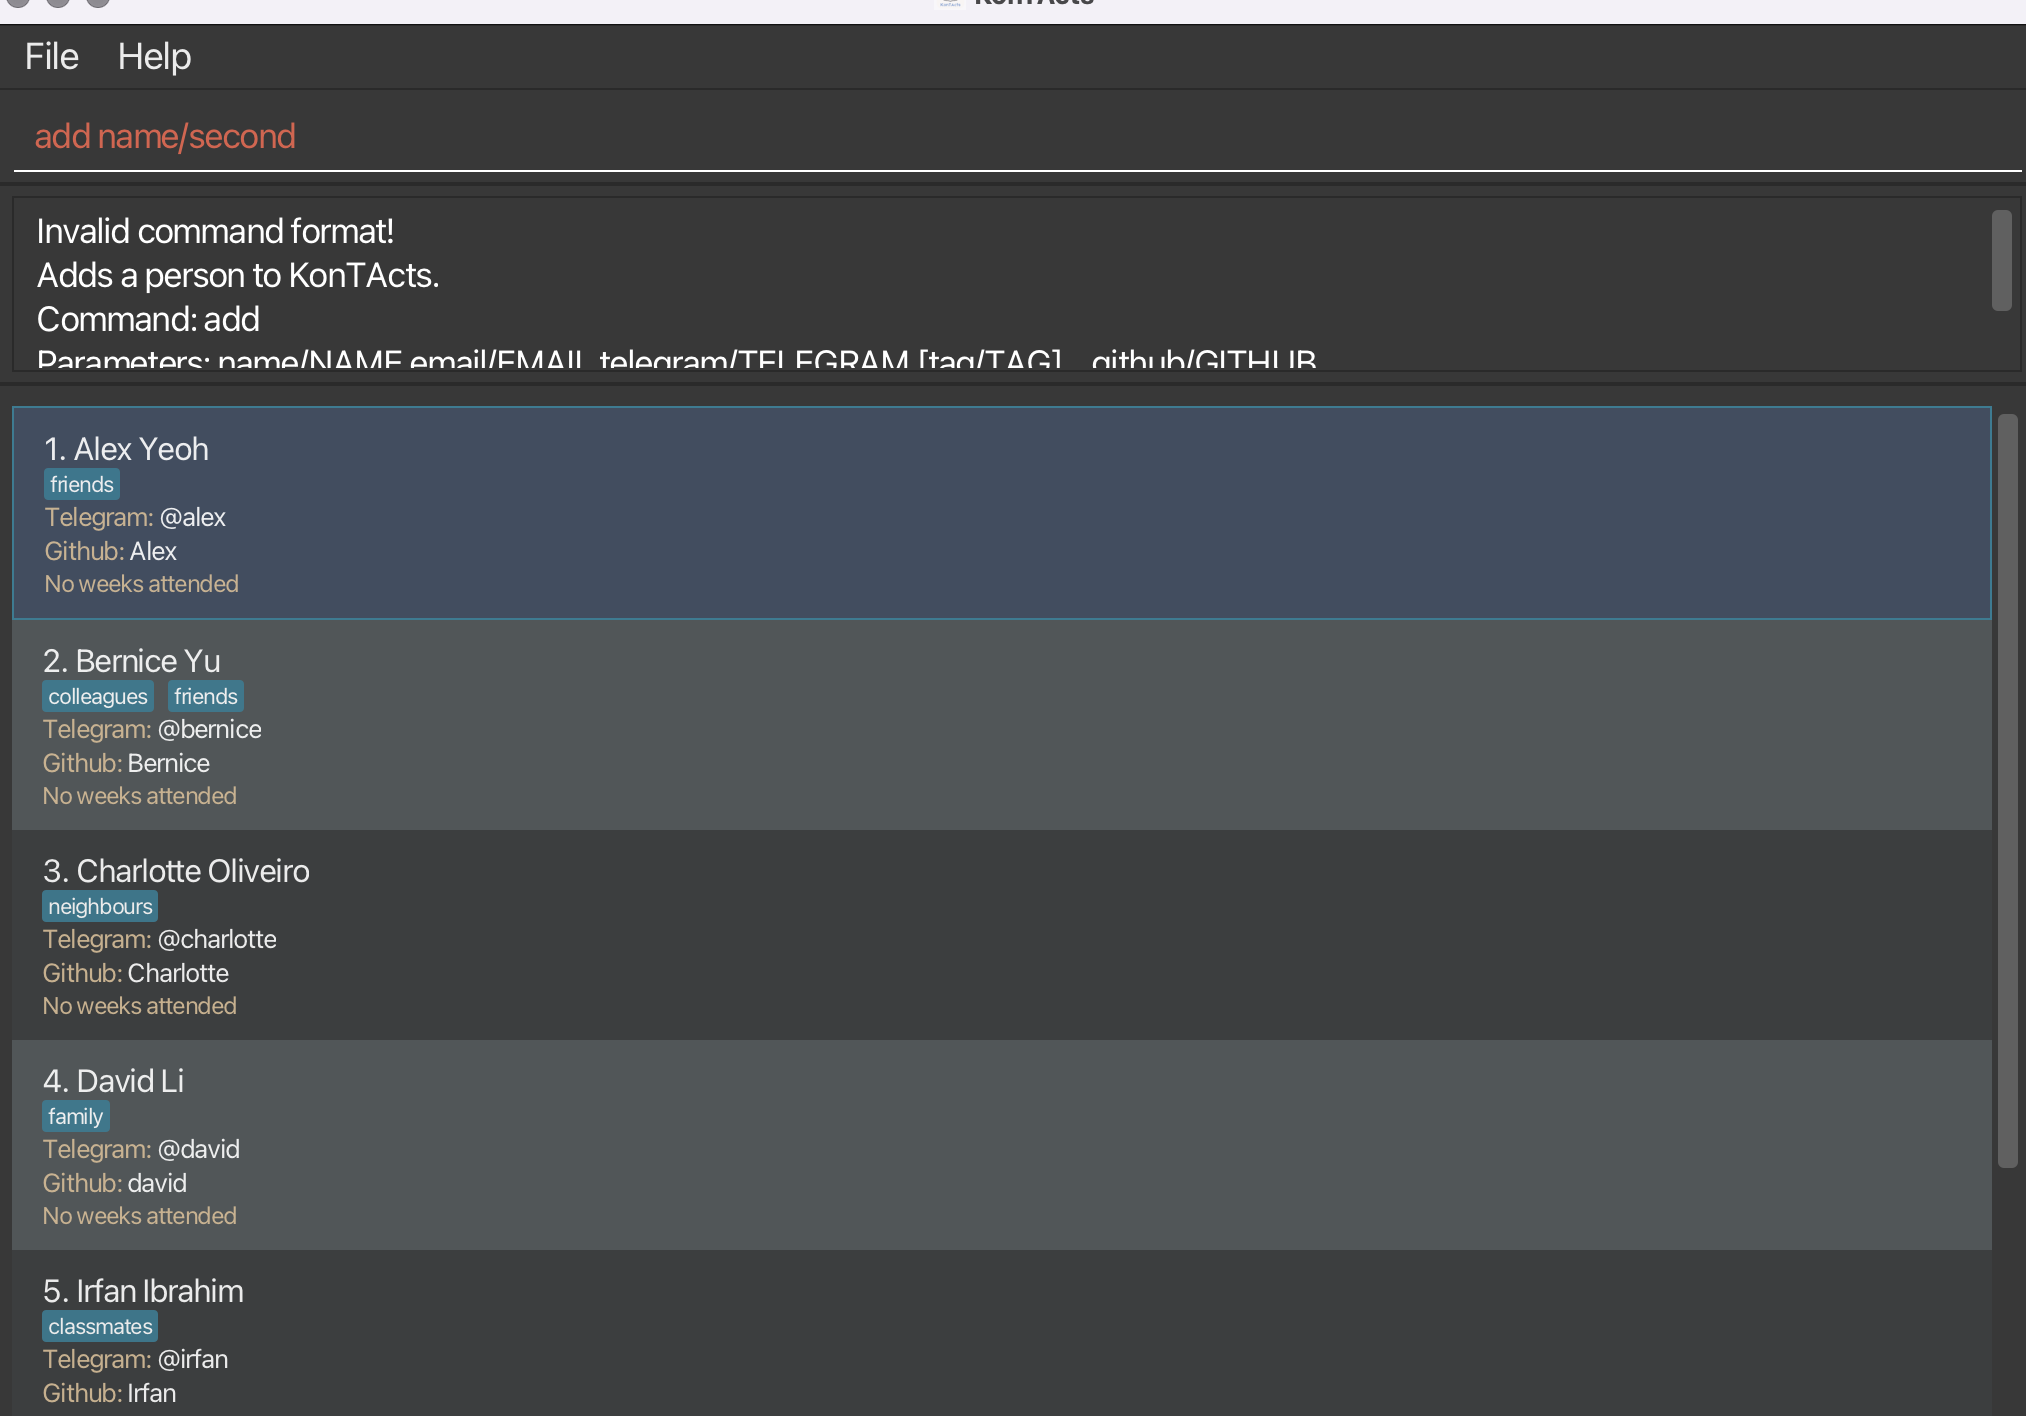 KonTActs
File Help
add name/second
Invalid command format!
Adds a person to KonTActs.
Command: add
Parameters: name/NAME email/EMAIL telegram/TELEGRAM [tag/TAG]... github/GITHUB
1. Alex Yeoh
friends
Telegram: @alex
Github: Alex
No weeks attended
2. Bernice Yu
colleagues friends
Telegram: @bernice
Github: Bernice
No weeks attended
3. Charlotte Oliveiro
neighbours
Telegram: @charlotte
Github: Charlotte
No weeks attended
4. David Li
family
Telegram: @david
Github: david
No weeks attended
5. Irfan Ibrahim
classmates
Telegram: @irfan
Github: Irfan